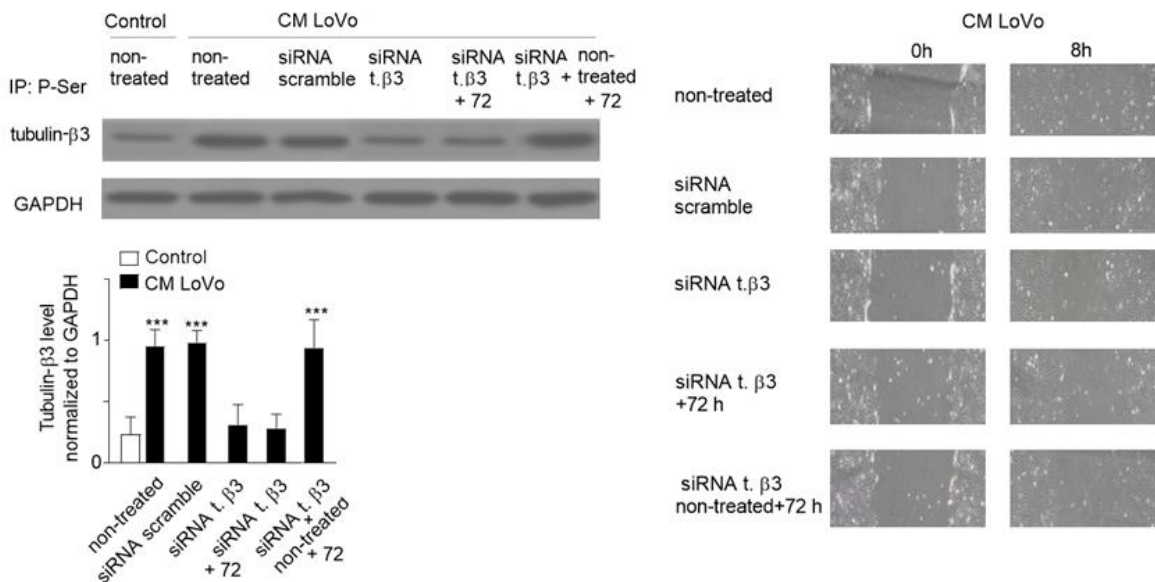 Control
CM LoVo
IP: P-Ser
non-
treated
non-
treated
siRNA
scramble
siRNA
t.β3
siRNA
t.β3
+ 72
siRNA + non-
t.β3 treated
+ 72
tubulin-β3
GAPDH
Control
CM LoVo
Tubulin-β3 level
normalized to GAPDH
1
0
***
***
***
non-treated
siRNA scramble
siRNA t. β3
siRNA t. β3
+ 72
siRNA t. β3
+
non-treated
+ 72
CM LoVo
0h
8h
non-treated
siRNA
scramble
siRNA t.β3
siRNA t. β3
+72 h
siRNA t. β3
non-treated+72 h